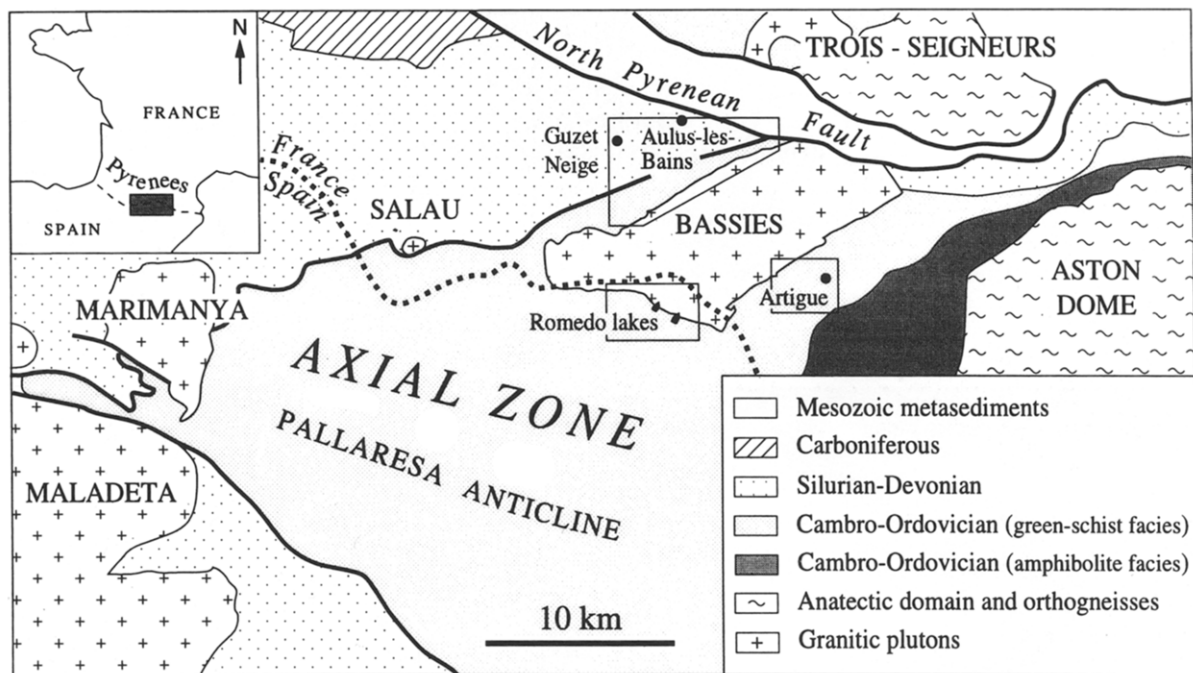 N
FRANCE
Pyrenees
SPAIN
North Pyrenean
Fault
TROIS - SEIGNEURS
Guzet
Neige
Aulus-les-
Bains
France
Spain
SALAU
BASSIES
MARIMANYA
Romedo lakes
Artigue
ASTON
DOME
AXIAL ZONE
PALLARESA ANTICLINE
MALADETA
10 km
Mesozoic metasediments
Carboniferous
Silurian-Devonian
Cambro-Ordovician (green-schist facies)
Cambro-Ordovician (amphibolite facies)
Anatectic domain and orthogneisses
Granitic plutons